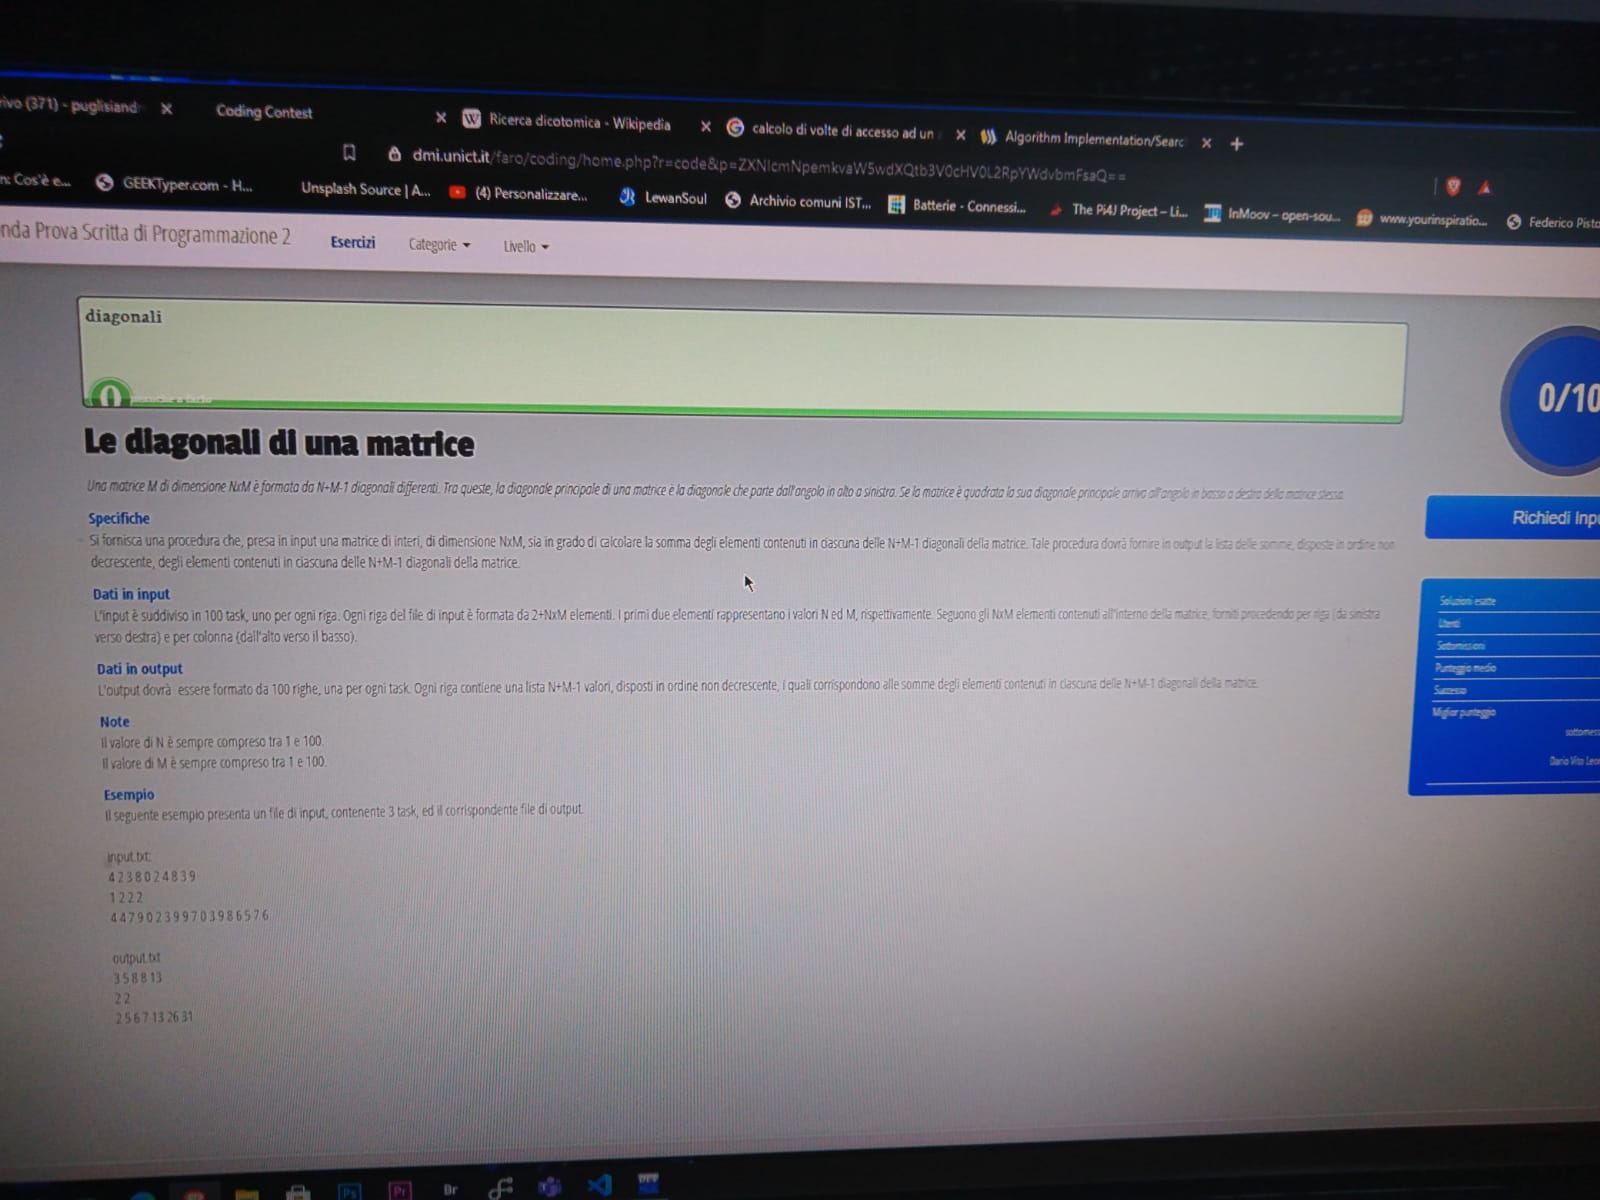 rivo (371) - puglisiand
Coding Contest
Ricerca dicotomica - Wikipedia
calcolo di volte di accesso ad un
Algorithm Implementation/Searc
dmi.unict.it/faro/coding/home.php?r=code&p=
n: Cos'è e...
GEEKTyper.com - H...
Unsplash Source | A...
(4) Personalizzare...
LewanSoul
Archivio comuni IST...
Batterie - Connessi...
The Pi4J Project – Li...
InMoov – open-sou...
www.yourinspiratio...
Federico Pisto
nda Prova Scritta di Programmazione 2
Esercizi
Categorie
Livello
diagonali
0
0/10
Le diagonali di una matrice
Una matrice M di dimensione NxM è formata da N+M-1 diagonali differenti. Tra queste, la diagonale principale di una matrice è la diagonale che parte dall'angolo in alto a sinistra. Se la matrice è quadrata la sua diagonale principale arriva all'angolo in basso a destra della matrice stessa.
Richiedi Inp
Specifiche
Si fornisca una procedura che, presa in input una matrice di interi, di dimensione NxM, sia in grado di calcolare la somma degli elementi contenuti in ciascuna delle N+M-1 diagonali della matrice. Tale procedura dovrà fornire in output la lista delle somme, disposte in ordine non
decrescente, degli elementi contenuti in ciascuna delle N+M-1 diagonali della matrice.
Dati in input
L'input è suddiviso in 100 task, uno per ogni riga. Ogni riga del file di input è formata da 2+NxM elementi. I primi due elementi rappresentano i valori N ed M, rispettivamente. Seguono gli NxM elementi contenuti all'interno della matrice, forniti procedendo per riga (da sinistra
verso destra) e per colonna (dall'alto verso il basso).
Dati in output
L'output dovrà essere formato da 100 righe, una per ogni task. Ogni riga contiene una lista N+M-1 valori, disposti in ordine non decrescente, i quali corrispondono alle somme degli elementi contenuti in ciascuna delle N+M-1 diagonali della matrice.
Note
Il valore di N è sempre compreso tra 1 e 100.
Il valore di M è sempre compreso tra 1 e 100.
Esempio
Il seguente esempio presenta un file di input, contenente 3 task, ed il corrispondente file di output.
input.txt:
4 2 3 8 0 2 4 8 3 9
1 2 2 2
4 4 7 9 0 2 3 9 9 7 0 3 9 8 6 5 7 6
output.txt
3 5 8 8 13
2 2
2 5 6 7 13 26 31
Soluzioni esatte
Utenti
Sottomissioni
Punteggio medio
Successo
Miglior punteggio
sottomess
Dario Vito Leon
Ps
Pr
Br
DEV